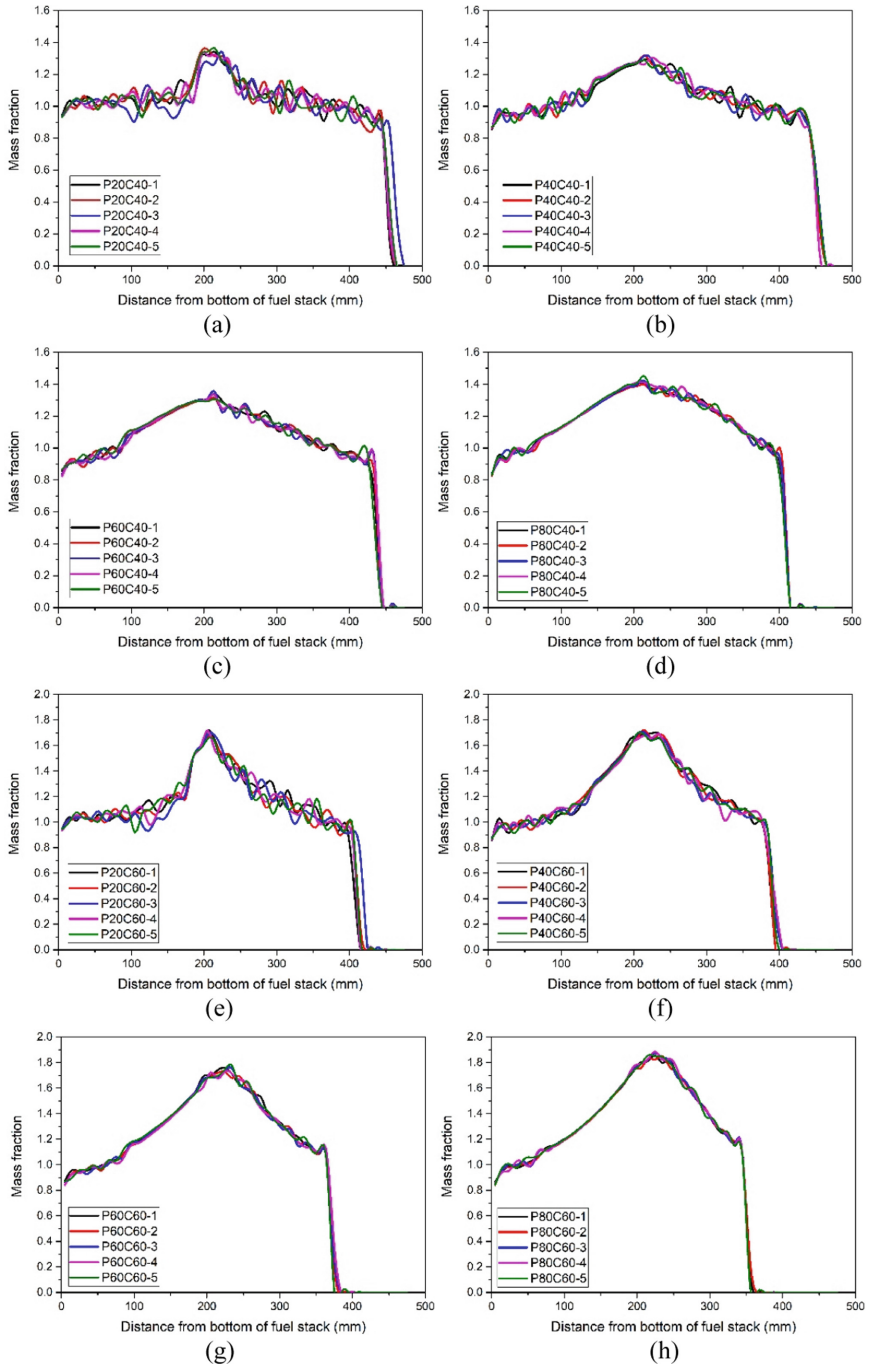 1.6
1.4
1.2
1.0
0.8
0.6
0.4
0.2
0.0
Mass fraction
P20C40-1
P20C40-2
P20C40-3
P20C40-4
P20C40-5
0 100 200 300 400 500
Distance from bottom of fuel stack (mm)
(a)
1.6
1.4
1.2
1.0
0.8
0.6
0.4
0.2
0.0
Mass fraction
P40C40-1
P40C40-2
P40C40-3
P40C40-4
P40C40-5
0 100 200 300 400 500
Distance from bottom of fuel stack (mm)
(b)
1.6
1.4
1.2
1.0
0.8
0.6
0.4
0.2
0.0
Mass fraction
P60C40-1
P60C40-2
P60C40-3
P60C40-4
P60C40-5
0 100 200 300 400 500
Distance from bottom of fuel stack (mm)
(c)
1.6
1.4
1.2
1.0
0.8
0.6
0.4
0.2
0.0
Mass fraction
P80C40-1
P80C40-2
P80C40-3
P80C40-4
P80C40-5
0 100 200 300 400 500
Distance from bottom of fuel stack (mm)
(d)
2.0
1.8
1.6
1.4
1.2
1.0
0.8
0.6
0.4
0.2
0.0
Mass fraction
P20C60-1
P20C60-2
P20C60-3
P20C60-4
P20C60-5
0 100 200 300 400 500
Distance from bottom of fuel stack (mm)
(e)
2.0
1.8
1.6
1.4
1.2
1.0
0.8
0.6
0.4
0.2
0.0
Mass fraction
P40C60-1
P40C60-2
P40C60-3
P40C60-4
P40C60-5
0 100 200 300 400 500
Distance from bottom of fuel stack (mm)
(f)
2.0
1.8
1.6
1.4
1.2
1.0
0.8
0.6
0.4
0.2
0.0
Mass fraction
P60C60-1
P60C60-2
P60C60-3
P60C60-4
P60C60-5
0 100 200 300 400 500
Distance from bottom of fuel stack (mm)
(g)
2.0
1.8
1.6
1.4
1.2
1.0
0.8
0.6
0.4
0.2
0.0
Mass fraction
P80C60-1
P80C60-2
P80C60-3
P80C60-4
P80C60-5
0 100 200 300 400 500
Distance from bottom of fuel stack (mm)
(h)